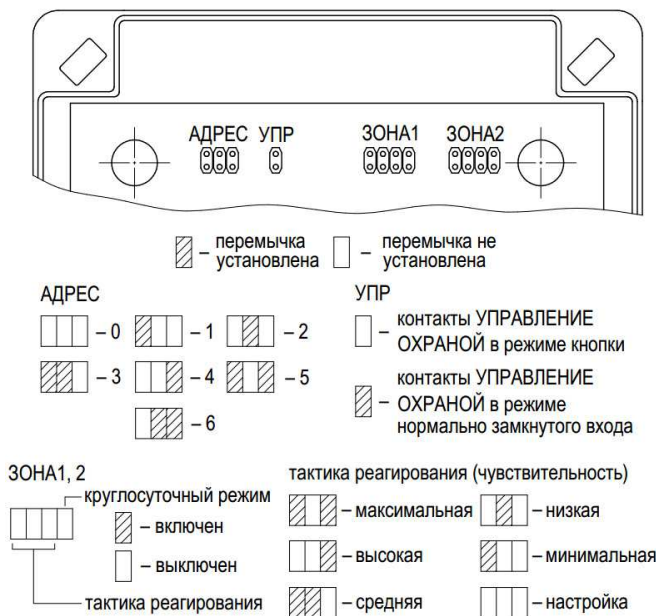 АДРЕС УПР ЗОНА1 ЗОНА2
– перемычка установлена
– перемычка не установлена
АДРЕС
– 0 – 1 – 2
– 3 – 4 – 5
– 6
УПР
– контакты УПРАВЛЕНИЕ
ОХРАНОЙ в режиме кнопки
– контакты УПРАВЛЕНИЕ
ОХРАНОЙ в режиме
нормально замкнутого входа
ЗОНА1, 2
круглосуточный режим
– включен
– выключен
тактика реагирования
тактика реагирования (чувствительность)
– максимальная – низкая
– высокая – минимальная
– средняя – настройка